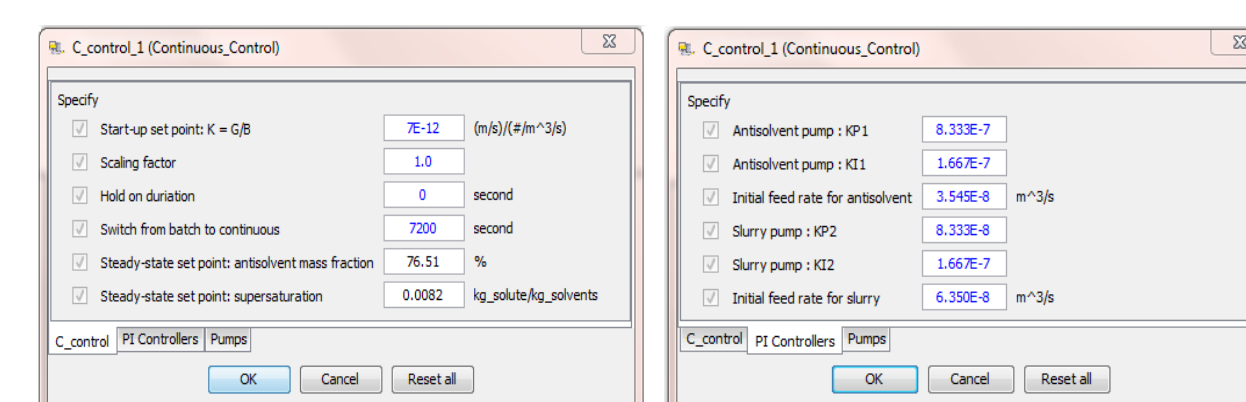 C_control_1 (Continuous_Control)
Specify
Start-up set point: K = G/B 7E-12 (m/s)/(#/m^3/s)
Scaling factor 1.0
Hold on duriation 0 second
Switch from batch to continuous 7200 second
Steady-state set point: antisolvent mass fraction 76.51 %
Steady-state set point: supersaturation 0.0082 kg_solute/kg_solvents
C_control PI Controllers Pumps
OK Cancel Reset all
C_control_1 (Continuous_Control)
Specify
Antisolvent pump : KP1 8.333E-7
Antisolvent pump : KI1 1.667E-7
Initial feed rate for antisolvent 3.545E-8 m^3/s
Slurry pump : KP2 8.333E-8
Slurry pump : KI2 1.667E-7
Initial feed rate for slurry 6.350E-8 m^3/s
C_control PI Controllers Pumps
OK Cancel Reset all